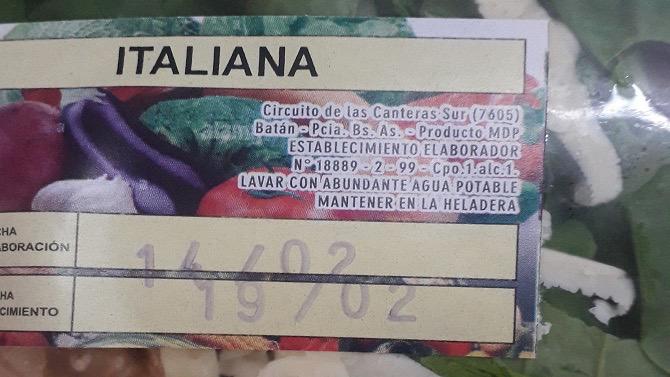 ITALIANA
Circuito de las Canteras Sur (7605)
Batán - Pcia. Bs. As. - Producto MDP
ESTABLECIMIENTO ELABORADOR
N° 18889 - 2 - 99 - Cpo.1.alc.1.
LAVAR CON ABUNDANTE AGUA POTABLE
MANTENER EN LA HELADERA
CHA
ABORACIÓN
14/02
HA
CIMIENTO
19/02